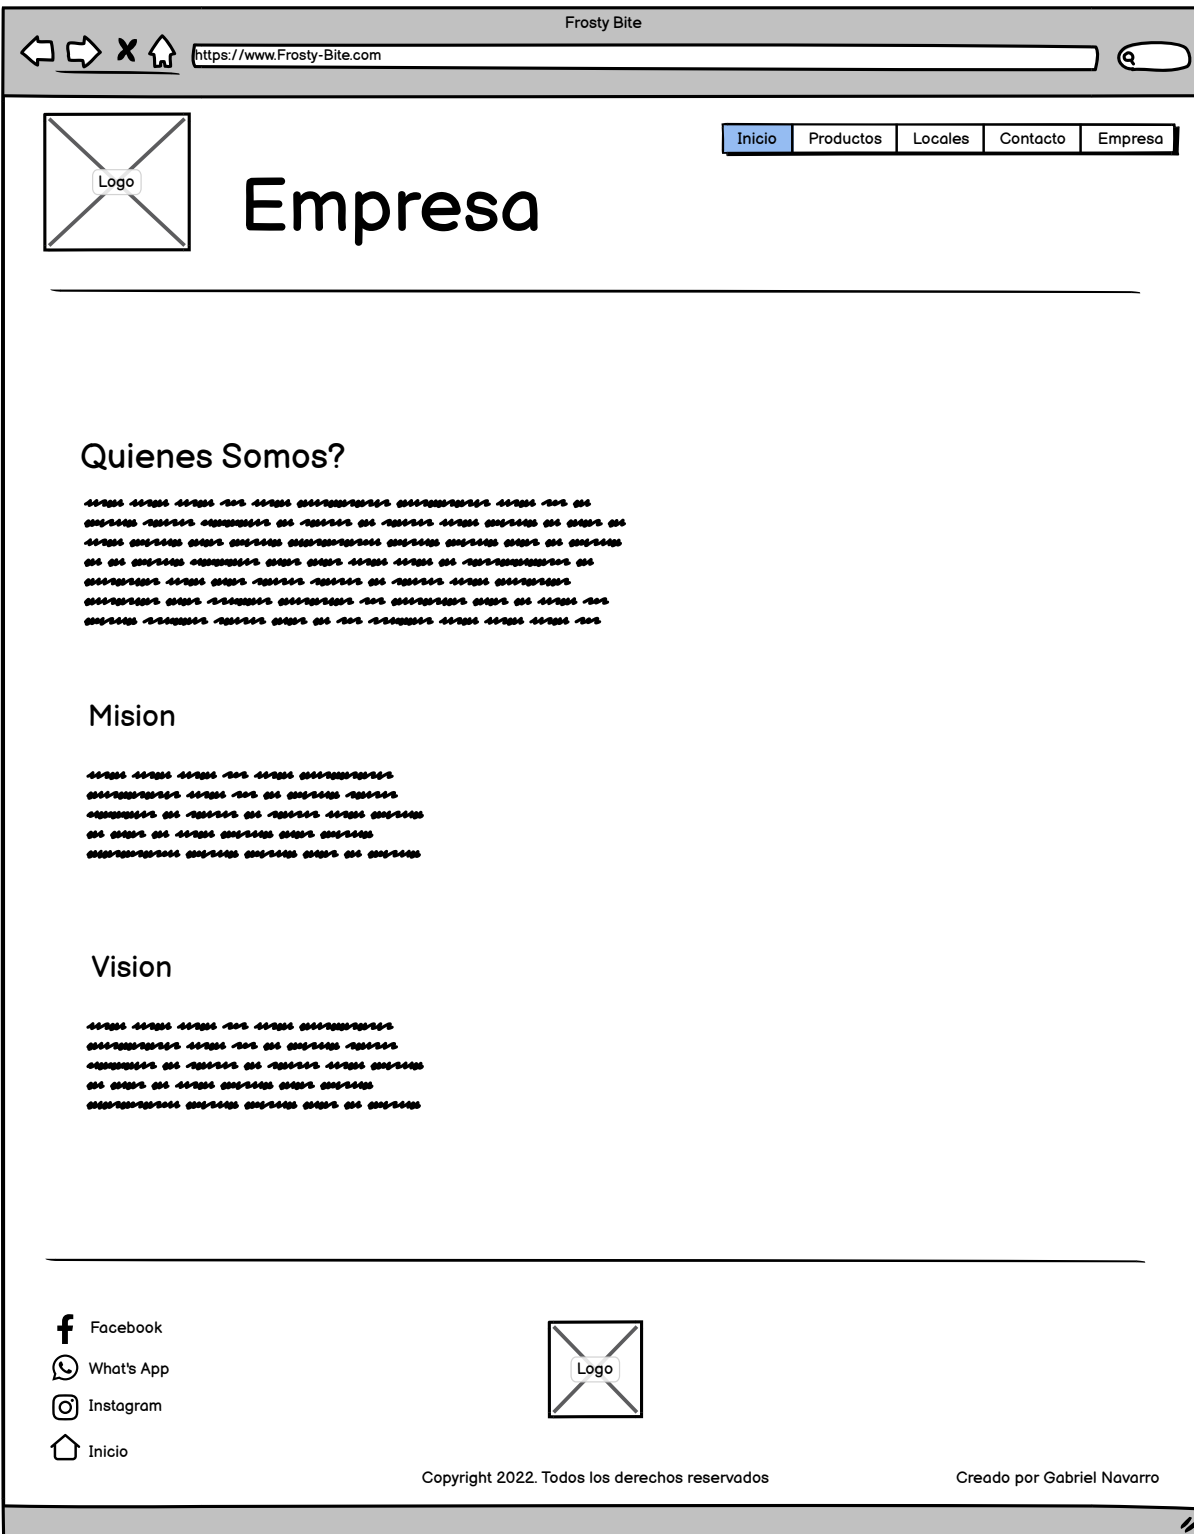 Frosty Bite
https://www.Frosty-Bite.com
Inicio Productos Locales Contacto Empresa
Logo
Empresa
Quienes Somos?
Mision
Vision
Facebook
What's App
Instagram
Inicio
Logo
Copyright 2022. Todos los derechos reservados
Creado por Gabriel Navarro